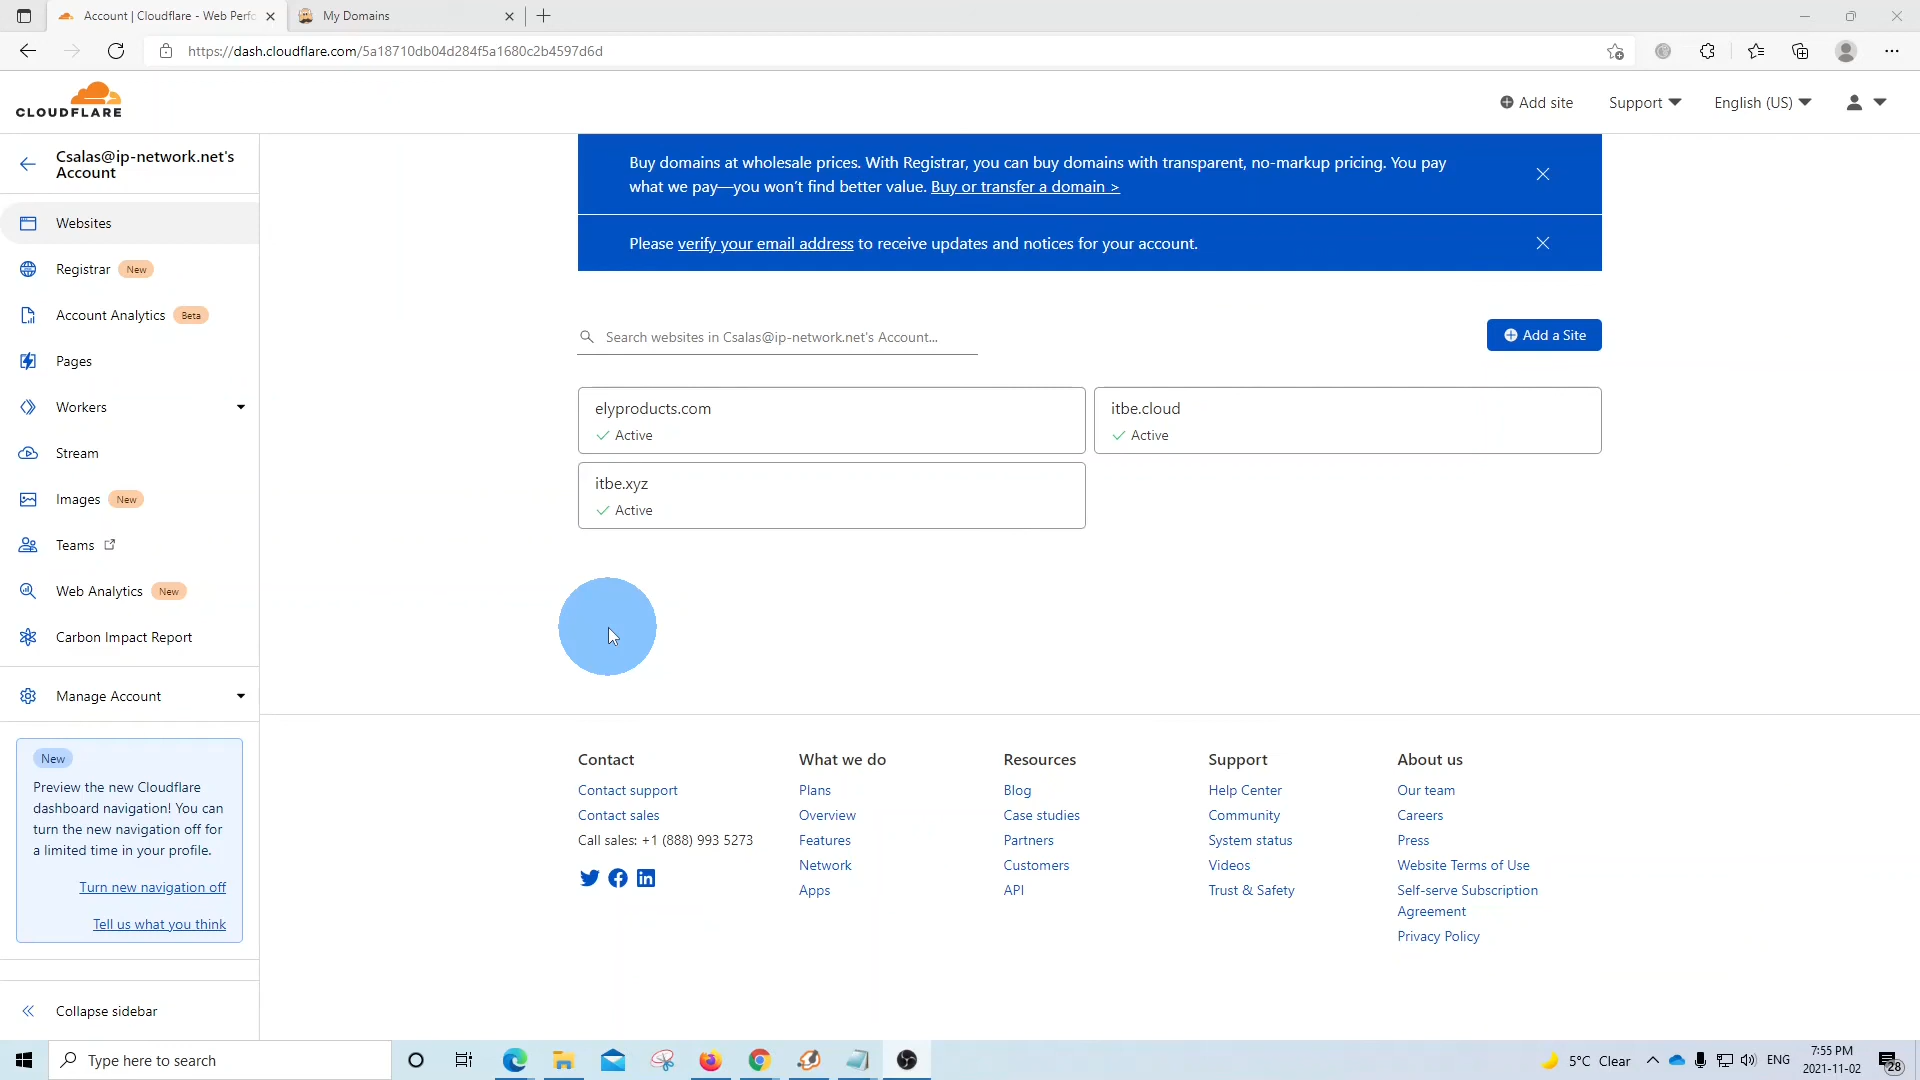 Account | Cloudflare - Web Perfo
My Domains
https://dash.cloudflare.com/5a18710db04d284f5a1680c2b4597d6d
CLOUDFLARE
Add site
Support
English (US)
Csalas@ip-network.net's
Account
Websites
Registrar New
Account Analytics Beta
Pages
Workers
Stream
Images New
Teams
Web Analytics New
Carbon Impact Report
Manage Account
New
Preview the new Cloudflare
dashboard navigation! You can
turn the new navigation off for
a limited time in your profile.
Turn new navigation off
Tell us what you think
Collapse sidebar
Buy domains at wholesale prices. With Registrar, you can buy domains with transparent, no-markup pricing. You pay
what we pay—you won't find better value. Buy or transfer a domain >
Please verify your email address to receive updates and notices for your account.
Search websites in Csalas@ip-network.net's Account...
Add a Site
elyproducts.com
Active
itbe.cloud
Active
itbe.xyz
Active
Contact
Contact support
Contact sales
Call sales: +1 (888) 993 5273
What we do
Plans
Overview
Features
Network
Apps
Resources
Blog
Case studies
Partners
Customers
API
Support
Help Center
Community
System status
Videos
Trust & Safety
About us
Our team
Careers
Press
Website Terms of Use
Self-serve Subscription
Agreement
Privacy Policy
Type here to search
5°C Clear
ENG
7:55 PM
2021-11-02
28